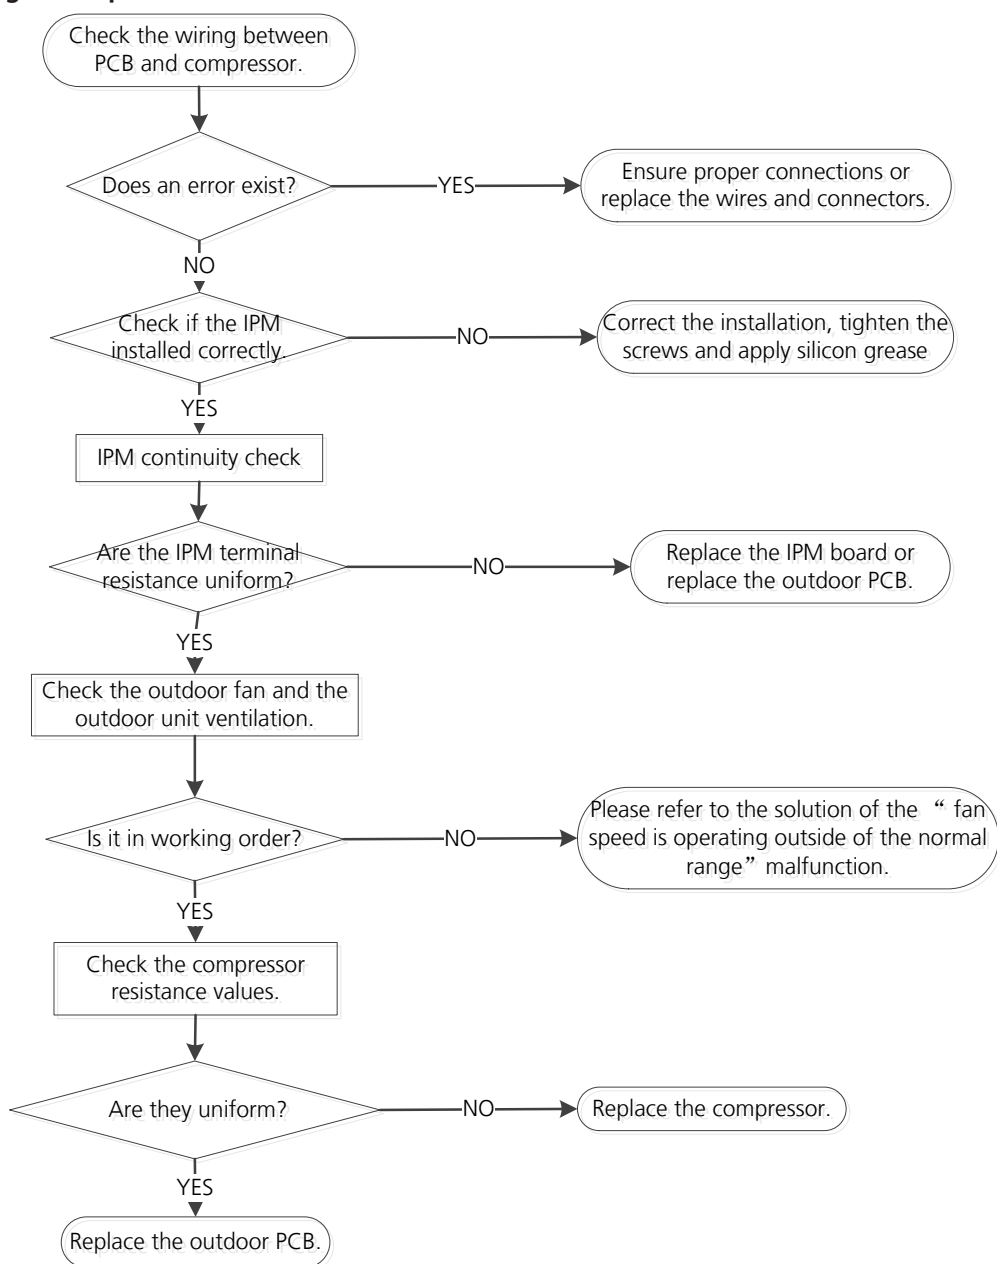 Check the wiring between
PCB and compressor.
Does an error exist?
YES
Ensure proper connections or
replace the wires and connectors.
NO
Check if the IPM
installed correctly.
NO
Correct the installation, tighten the
screws and apply silicon grease
YES
IPM continuity check
Are the IPM terminal
resistance uniform?
NO
Replace the IPM board or
replace the outdoor PCB.
YES
Check the outdoor fan and the
outdoor unit ventilation.
Is it in working order?
NO
Please refer to the solution of the “ fan
speed is operating outside of the normal
range” malfunction.
YES
Check the compressor
resistance values.
Are they uniform?
NO
Replace the compressor.
YES
Replace the outdoor PCB.